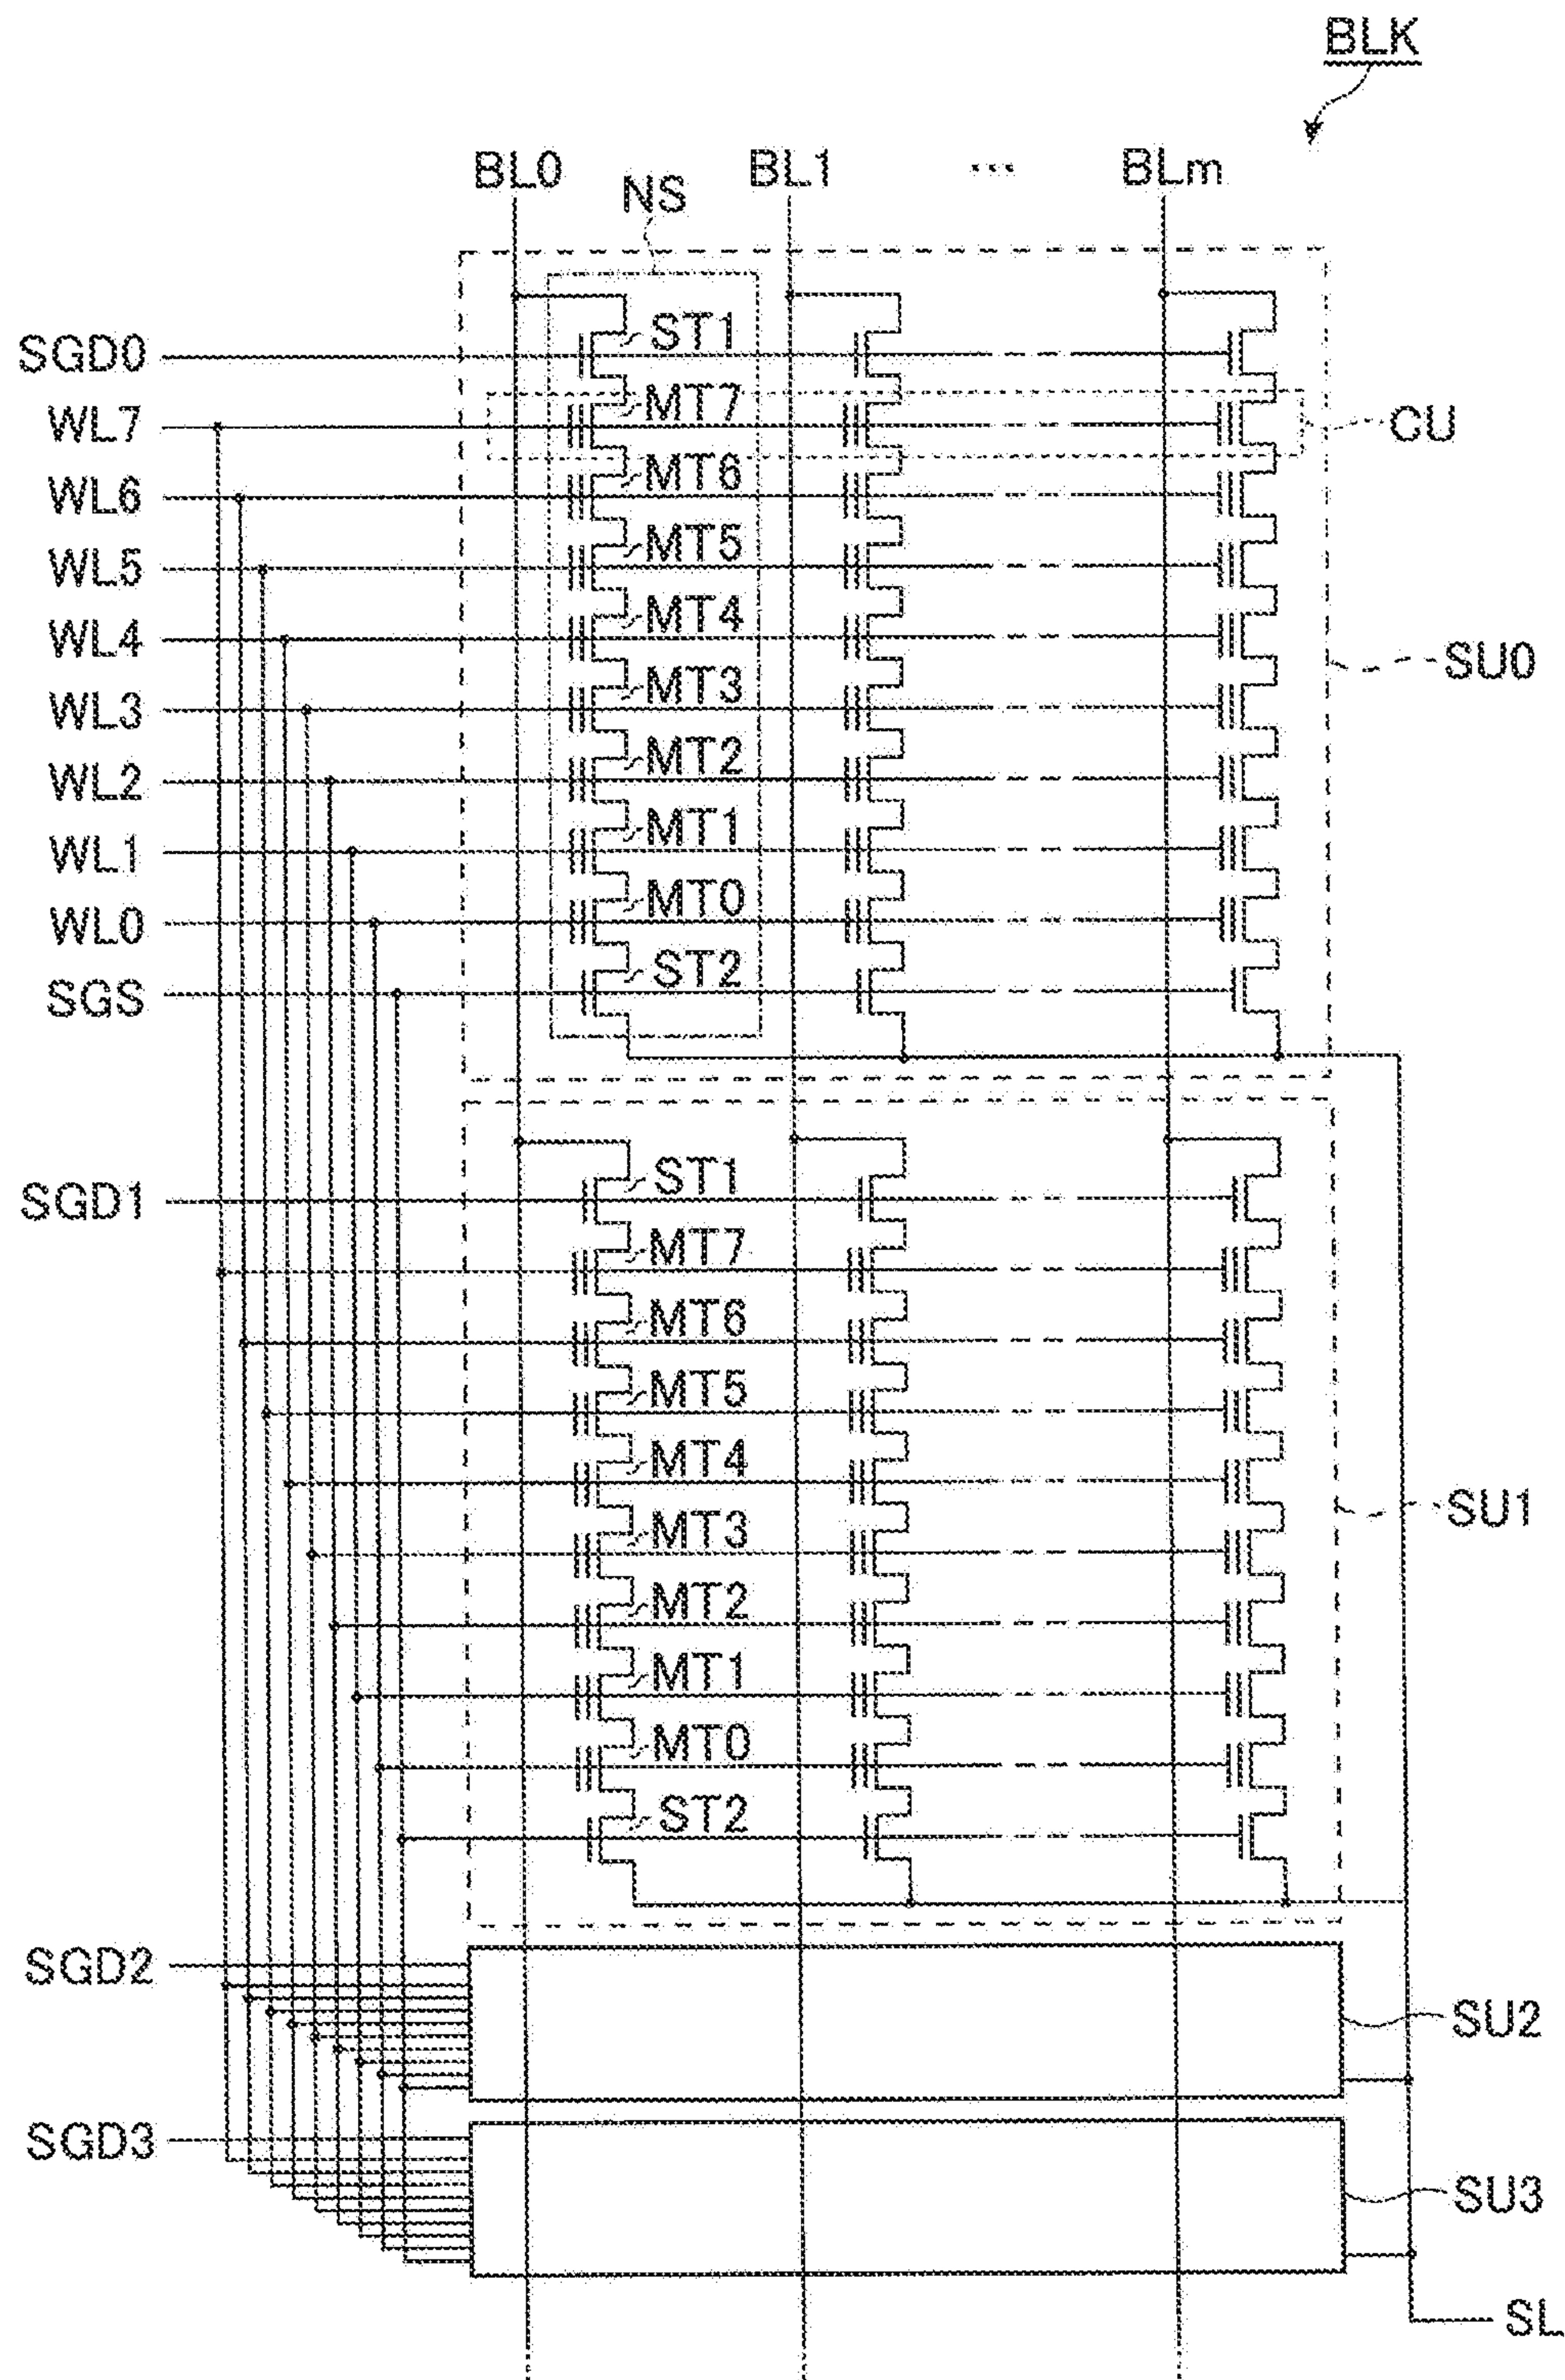 BLK
BL0 NS BL1 ... BLm
SGD0 ST1
WL7 MT7 CU
WL6 MT6
WL5 MT5
WL4 MT4
SU0
WL3 MT3
WL2 MT2
WL1 MT1
WL0 MT0
SGS ST2
SGD1 ST1
MT7
MT6
MT5
MT4
SU1
MT3
MT2
MT1
MT0
ST2
SGD2
SU2
SGD3
SU3
SL